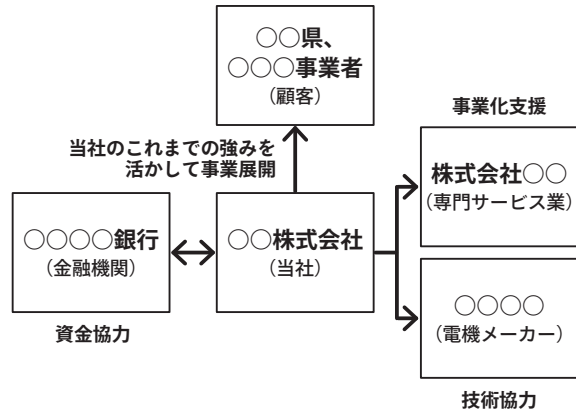 ○○県、
○○○事業者
(顧客)
事業化支援
当社のこれまでの強みを
活かして事業展開
株式会社○○
(専門サービス業)
○○○○銀行
(金融機関)
○○株式会社
(当社)
○○○○
(電機メーカー)
資金協力
技術協力